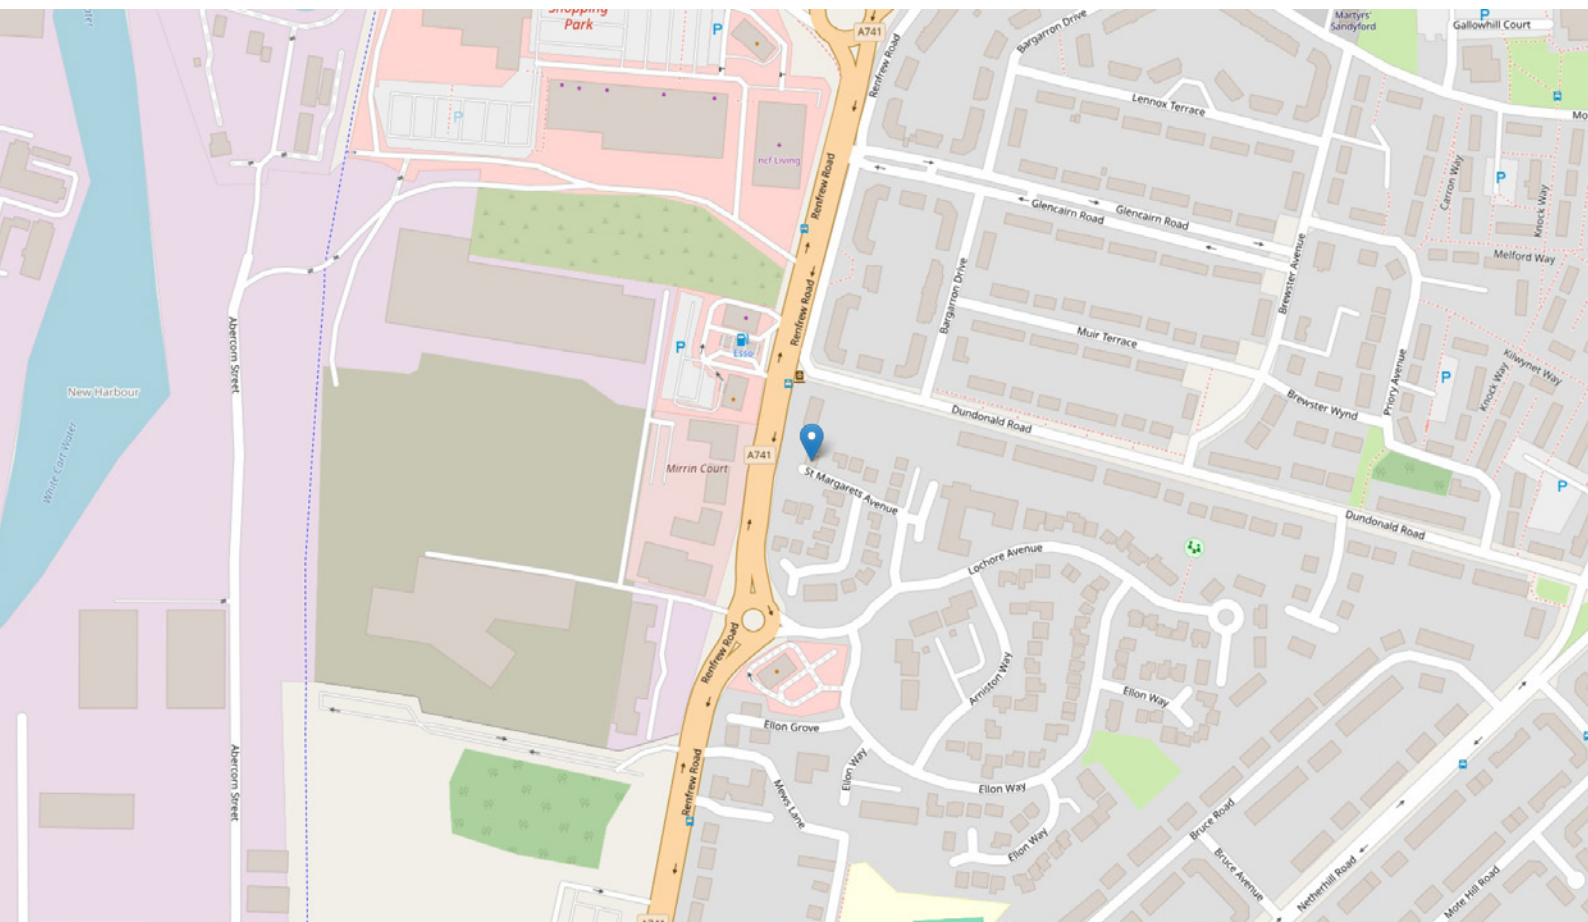 Shopping
Park
P
A741
Renfrew Road
Bargarron Drive
Martyrs'
Sandyford
P
Gallowhill Court
Lennox Terrace
P
ncf Living
Renfrew Road
Carron Way
P
Knock Way
Glencairn Road
Glencairn Road
Melford Way
Brewster Avenue
Bargarron Drive
Renfrew Road
Abercorn Street
P
Esso
Muir Terrace
Kilwynet Way
New Harbour
Priory Avenue
P
Knock Way
Brewster Wynd
Dundonald Road
White Cart Water
A741
Mirrin Court
St Margarets Avenue
P
Dundonald Road
Lochore Avenue
Renfrew Road
Arniston Way
Ellon Way
Ellon Grove
Abercorn Street
Renfrew Road
Ellon Way
Ellon Way
Mews Lane
Bruce Road
Ellon Way
Bruce Avenue
Netherhill Road
Mote Hill Road
A741